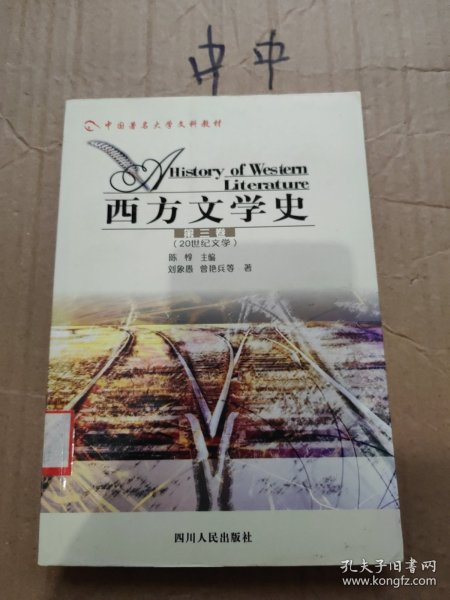 中中
中国著名大学文科教材
A History of Western
Literature
西方文学史
第三卷
(20世纪文学)
陈惇 主编
刘象愚 曾艳兵等 著
四川人民出版社
孔夫子旧书网
www.kongfz.com